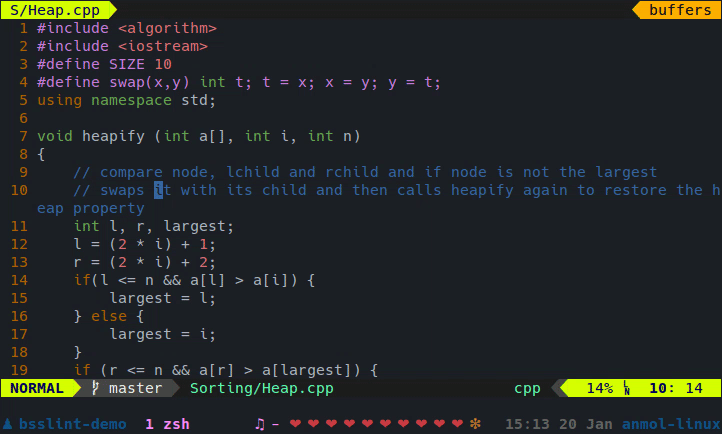 S/Heap.cpp buffers
1 #include <algorithm>
2 #include <iostream>
3 #define SIZE 10
4 #define swap(x,y) int t; t = x; x = y; y = t;
5 using namespace std;
6
7 void heapify (int a[], int i, int n)
8 {
9     // compare node, lchild and rchild and if node is not the largest
10     // swaps it with its child and then calls heapify again to restore the h
eap property
11     int l, r, largest;
12     l = (2 * i) + 1;
13     r = (2 * i) + 2;
14     if(l <= n && a[l] > a[i]) {
15         largest = l;
16     } else {
17         largest = i;
18     }
19     if (r <= n && a[r] > a[largest]) {
NORMAL master Sorting/Heap.cpp cpp 14% LN 10: 14
bsslint-demo 1 zsh ♫ - ❤ ❤ ❤ ❤ ❤ ❤ ❤ ❤ ❤ ❤ ❇ 15:13 20 Jan anmol-linux